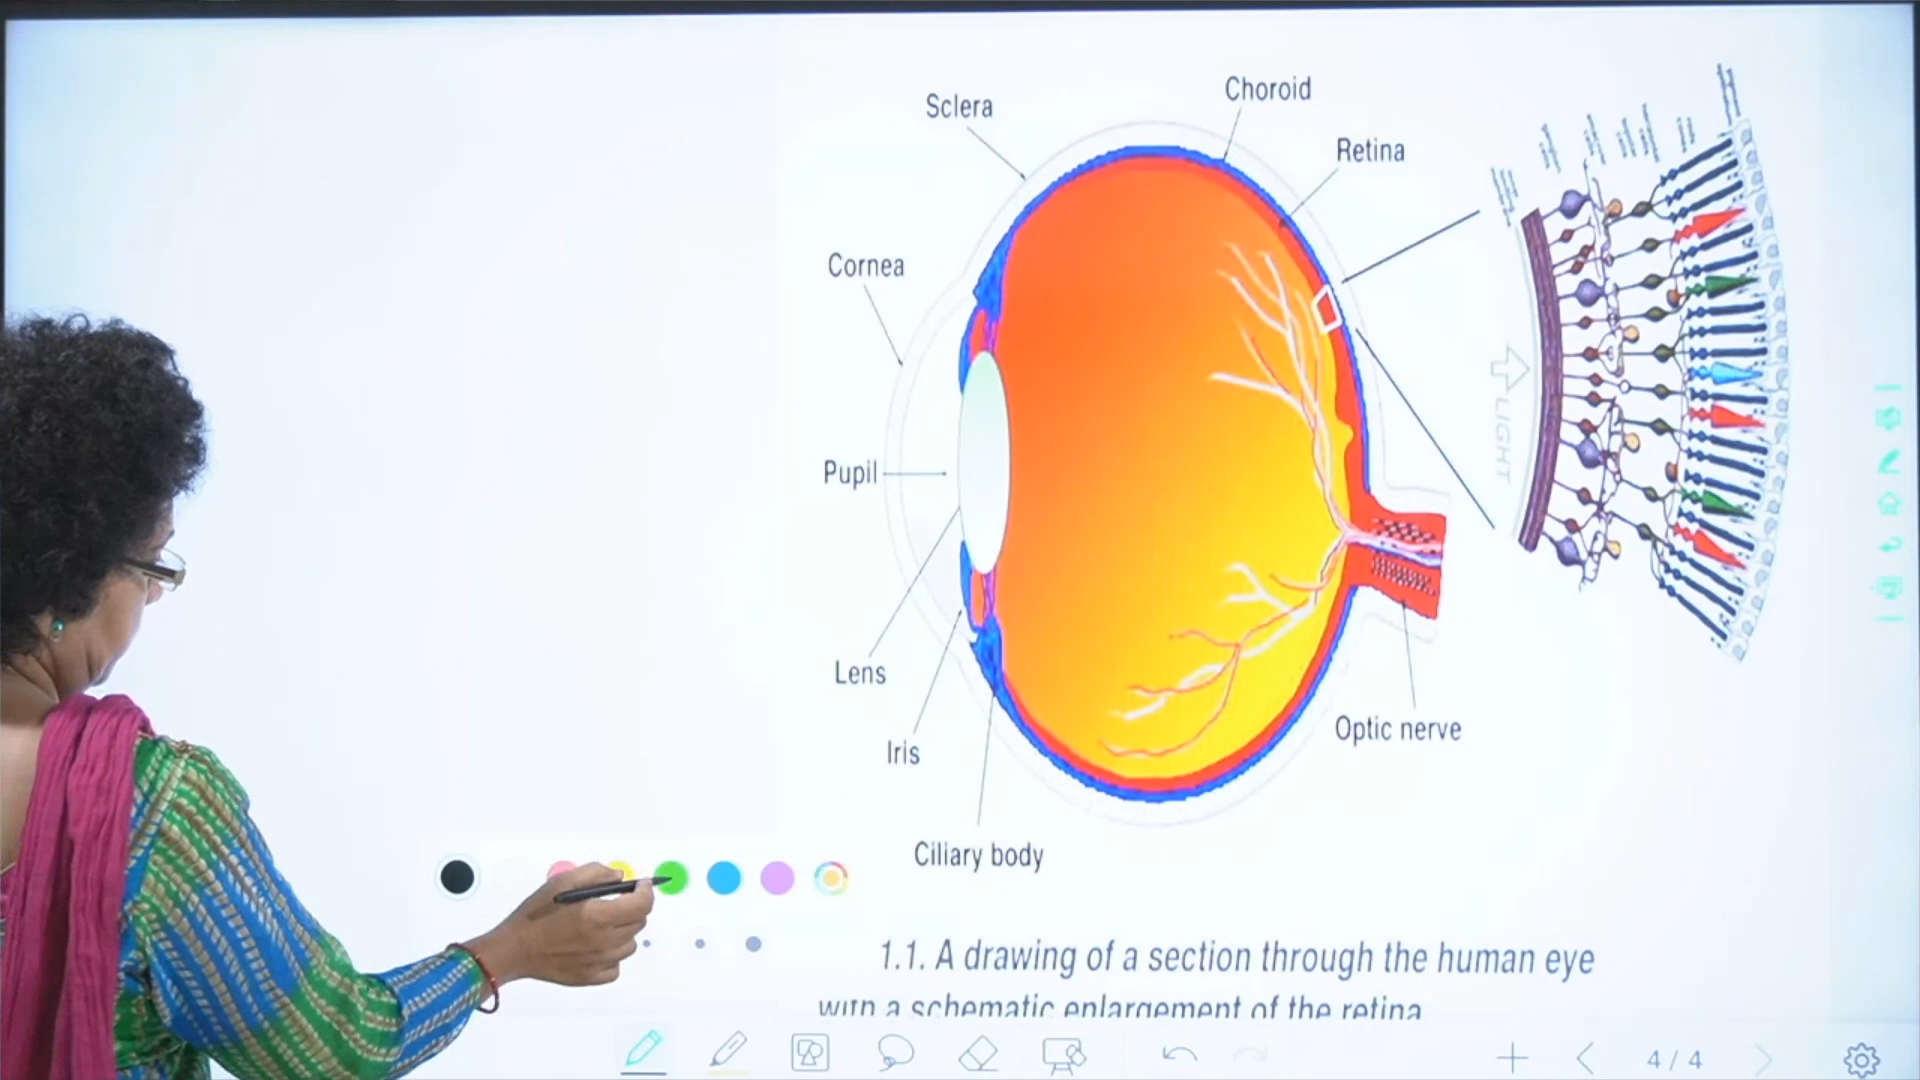 Choroid
Sclera
Retina
Cornea
LIGHT
Pupil
Lens
Optic nerve
Iris
Ciliary body
1.1. A drawing of a section through the human eye
with a schematic enlargement of the retina
4 / 4